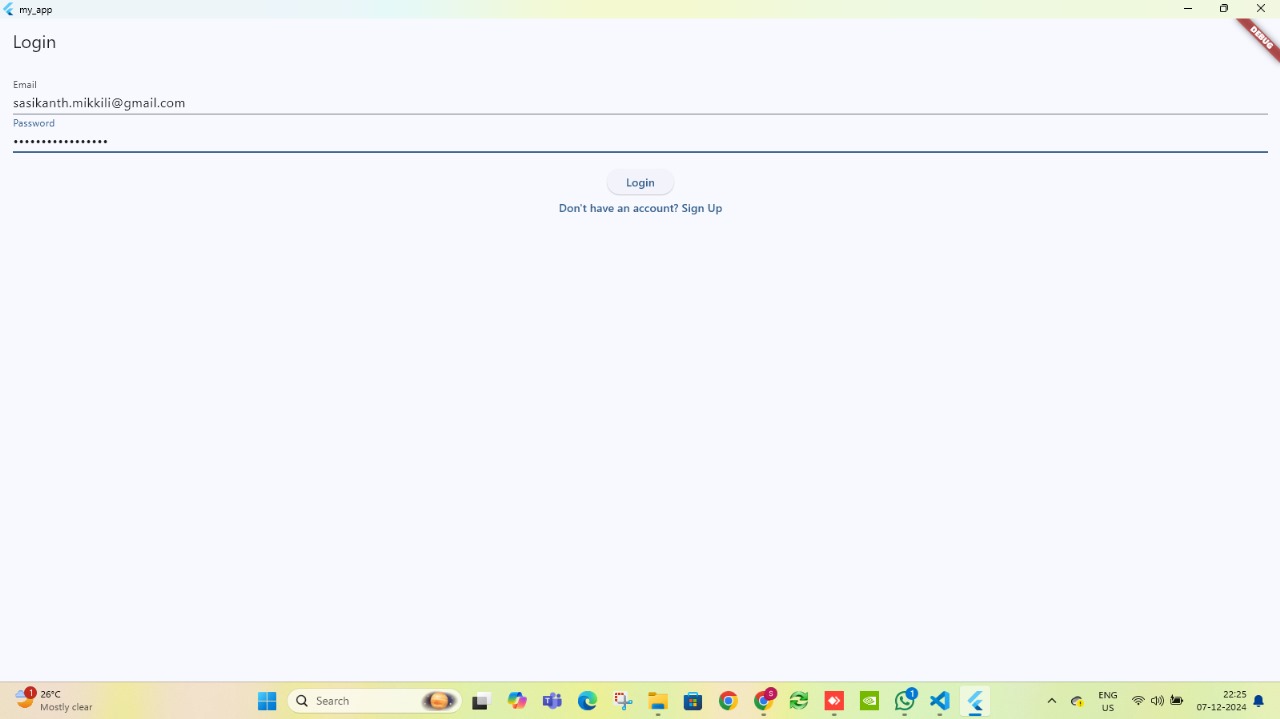 my_app
DEBUG
Login
Email
sasikanth.mikkili@gmail.com
Password
•••••••••••••••••
Login
Don't have an account? Sign Up
1
26°C
Mostly clear
Search
S
1
ENG
US
22:25
07-12-2024